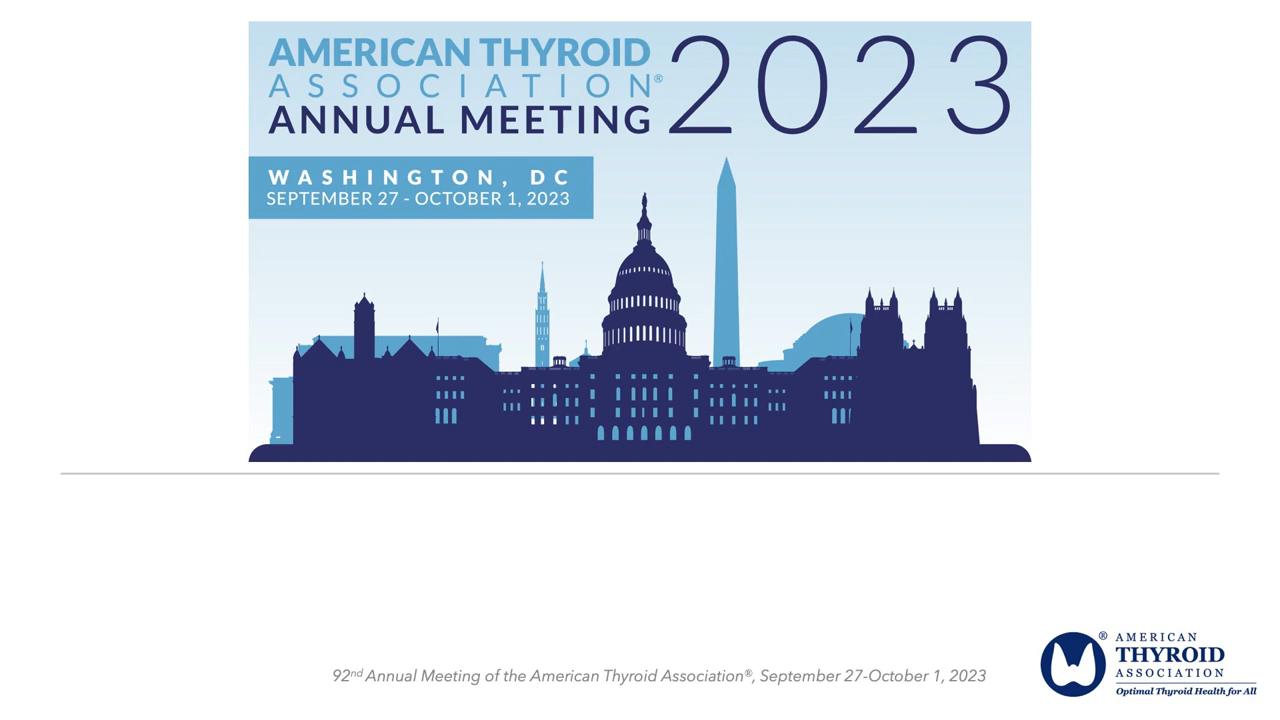 AMERICAN THYROID
ASSOCIATION®
ANNUAL MEETING
2023
WASHINGTON, DC
SEPTEMBER 27 - OCTOBER 1, 2023
92nd Annual Meeting of the American Thyroid Association®, September 27-October 1, 2023
® AMERICAN
THYROID
ASSOCIATION
Optimal Thyroid Health for All